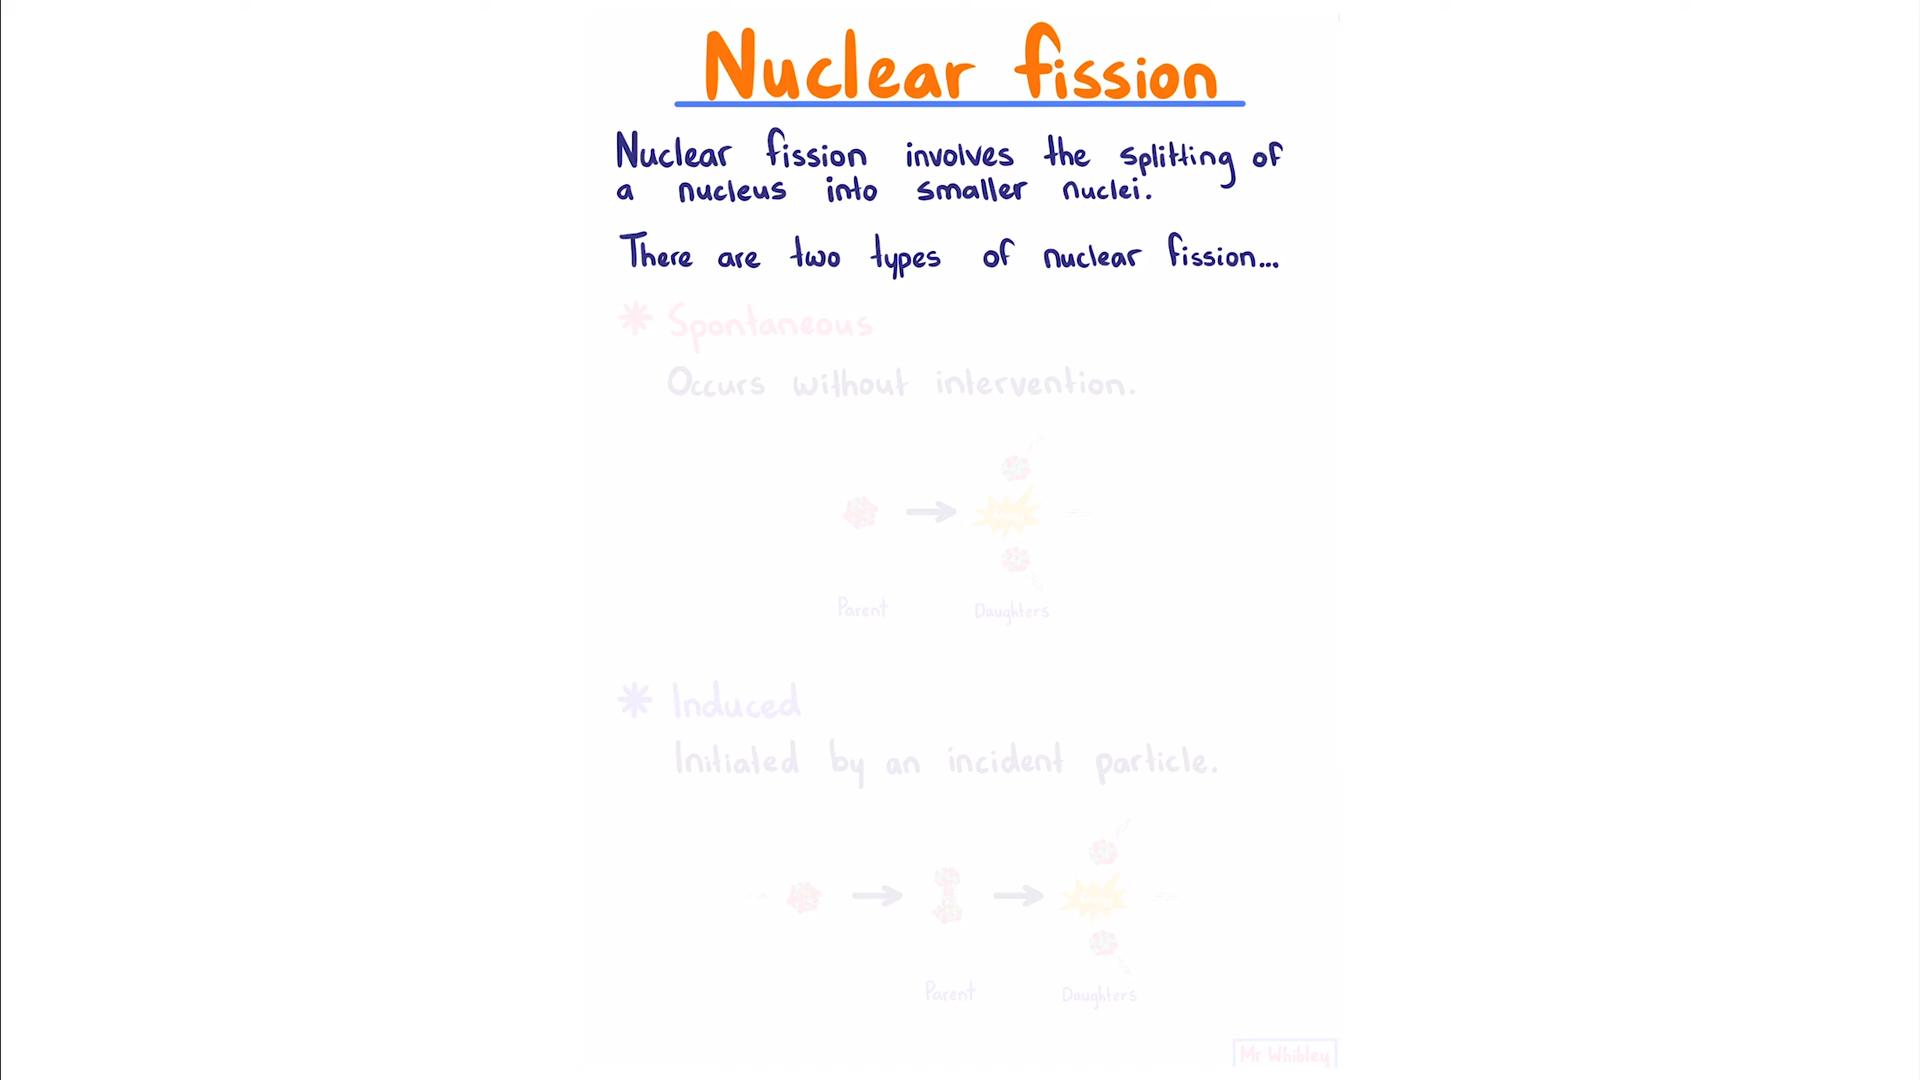 Nuclear fission
Nuclear fission involves the splitting of
a nucleus into smaller nuclei.
There are two types of nuclear fission...
* Spontaneous
Occurs without intervention.
Parent Daughters
* Induced
Initiated by an incident particle.
Parent Daughters
Mr Whibley